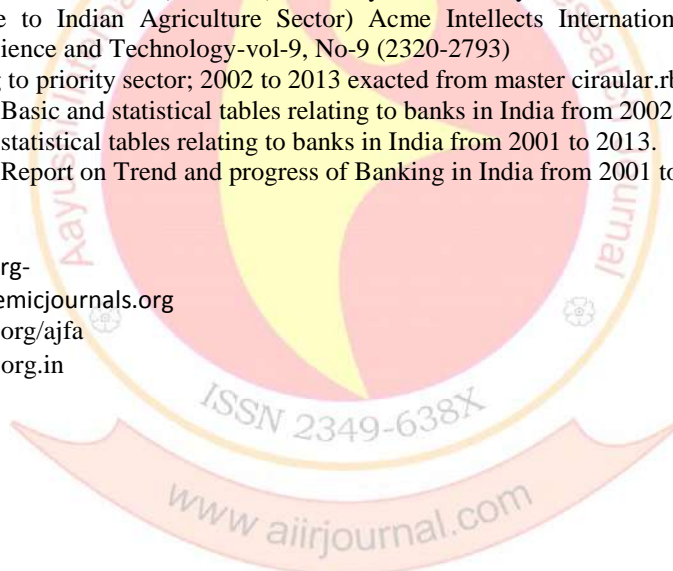 e to Indian Agriculture Sector) Acme Intellects Internation
ience and Technology-vol-9, No-9 (2320-2793)
g to priority sector; 2002 to 2013 exacted from master ciraular.rb
Basic and statistical tables relating to banks in India from 2002
statistical tables relating to banks in India from 2001 to 2013.
Report on Trend and progress of Banking in India from 2001 to
rg-
emicjournals.org
org/ajfa
org.in
Aayushi
urnal
ISSN 2349-638X
www aiirjournal.com